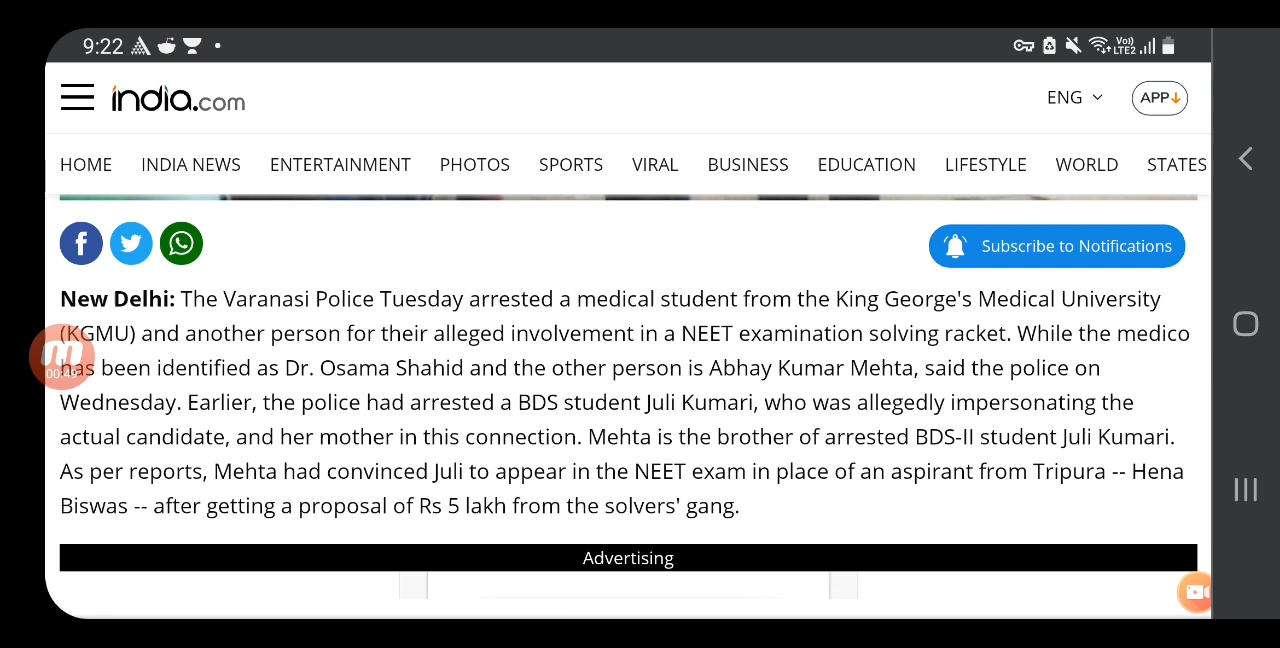 9:22
Vo))
LTE2
india.com
ENG
APP
HOME INDIA NEWS ENTERTAINMENT PHOTOS SPORTS VIRAL BUSINESS EDUCATION LIFESTYLE WORLD STATES
Subscribe to Notifications
New Delhi: The Varanasi Police Tuesday arrested a medical student from the King George's Medical University
(KGMU) and another person for their alleged involvement in a NEET examination solving racket. While the medico
has been identified as Dr. Osama Shahid and the other person is Abhay Kumar Mehta, said the police on
00:49
Wednesday. Earlier, the police had arrested a BDS student Juli Kumari, who was allegedly impersonating the
actual candidate, and her mother in this connection. Mehta is the brother of arrested BDS-II student Juli Kumari.
As per reports, Mehta had convinced Juli to appear in the NEET exam in place of an aspirant from Tripura -- Hena
Biswas -- after getting a proposal of Rs 5 lakh from the solvers' gang.
Advertising